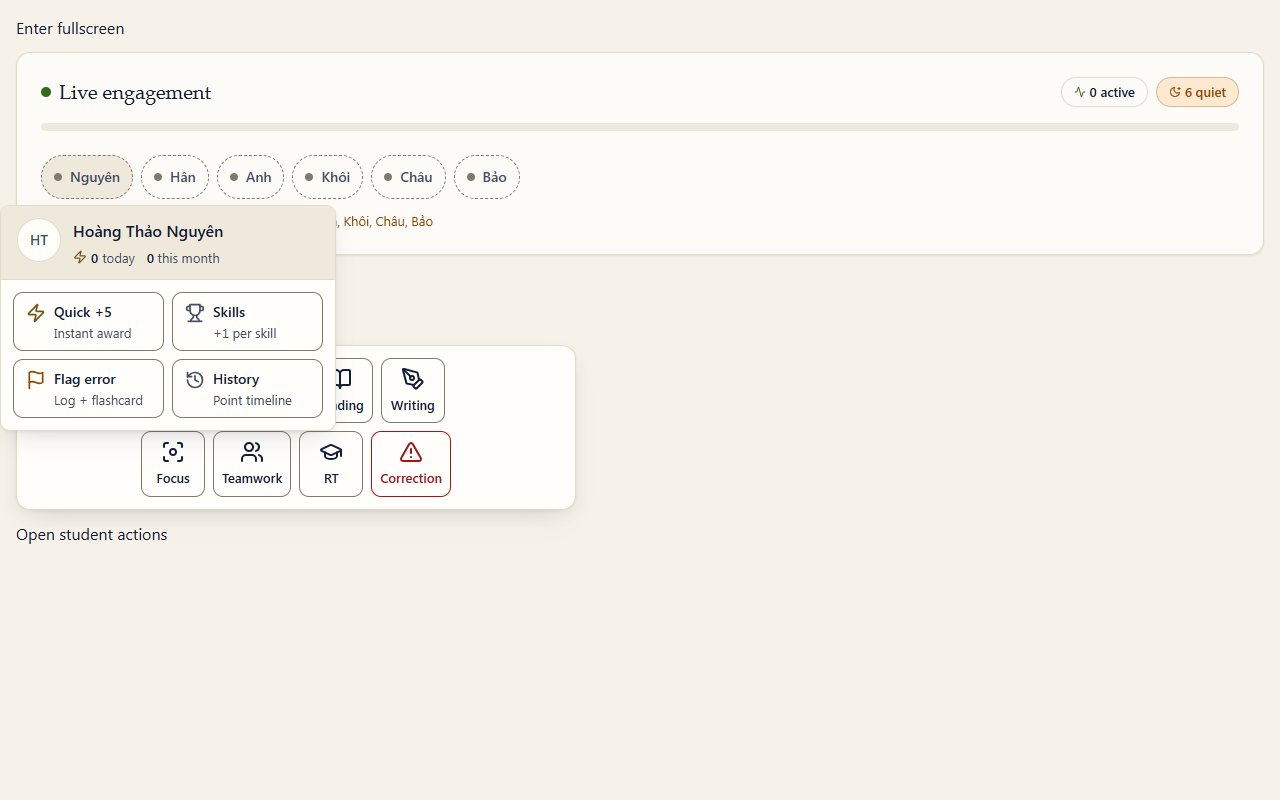 Enter fullscreen
Live engagement
0 active
6 quiet
Nguyên
Hân
Anh
Khôi
Châu
Bảo
, Khôi, Châu, Bảo
HT
Hoàng Thảo Nguyên
0 today 0 this month
Quick +5
Instant award
Skills
+1 per skill
Flag error
Log + flashcard
History
Point timeline
ding
Writing
Focus
Teamwork
RT
Correction
Open student actions